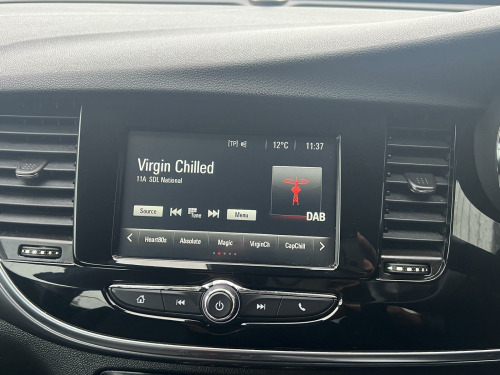 [TP] 12°C 11:37
Virgin Chilled
11A SDL National
Source Tune Menu
DAB
Heart80s Absolute Magic VirginCh CapChill